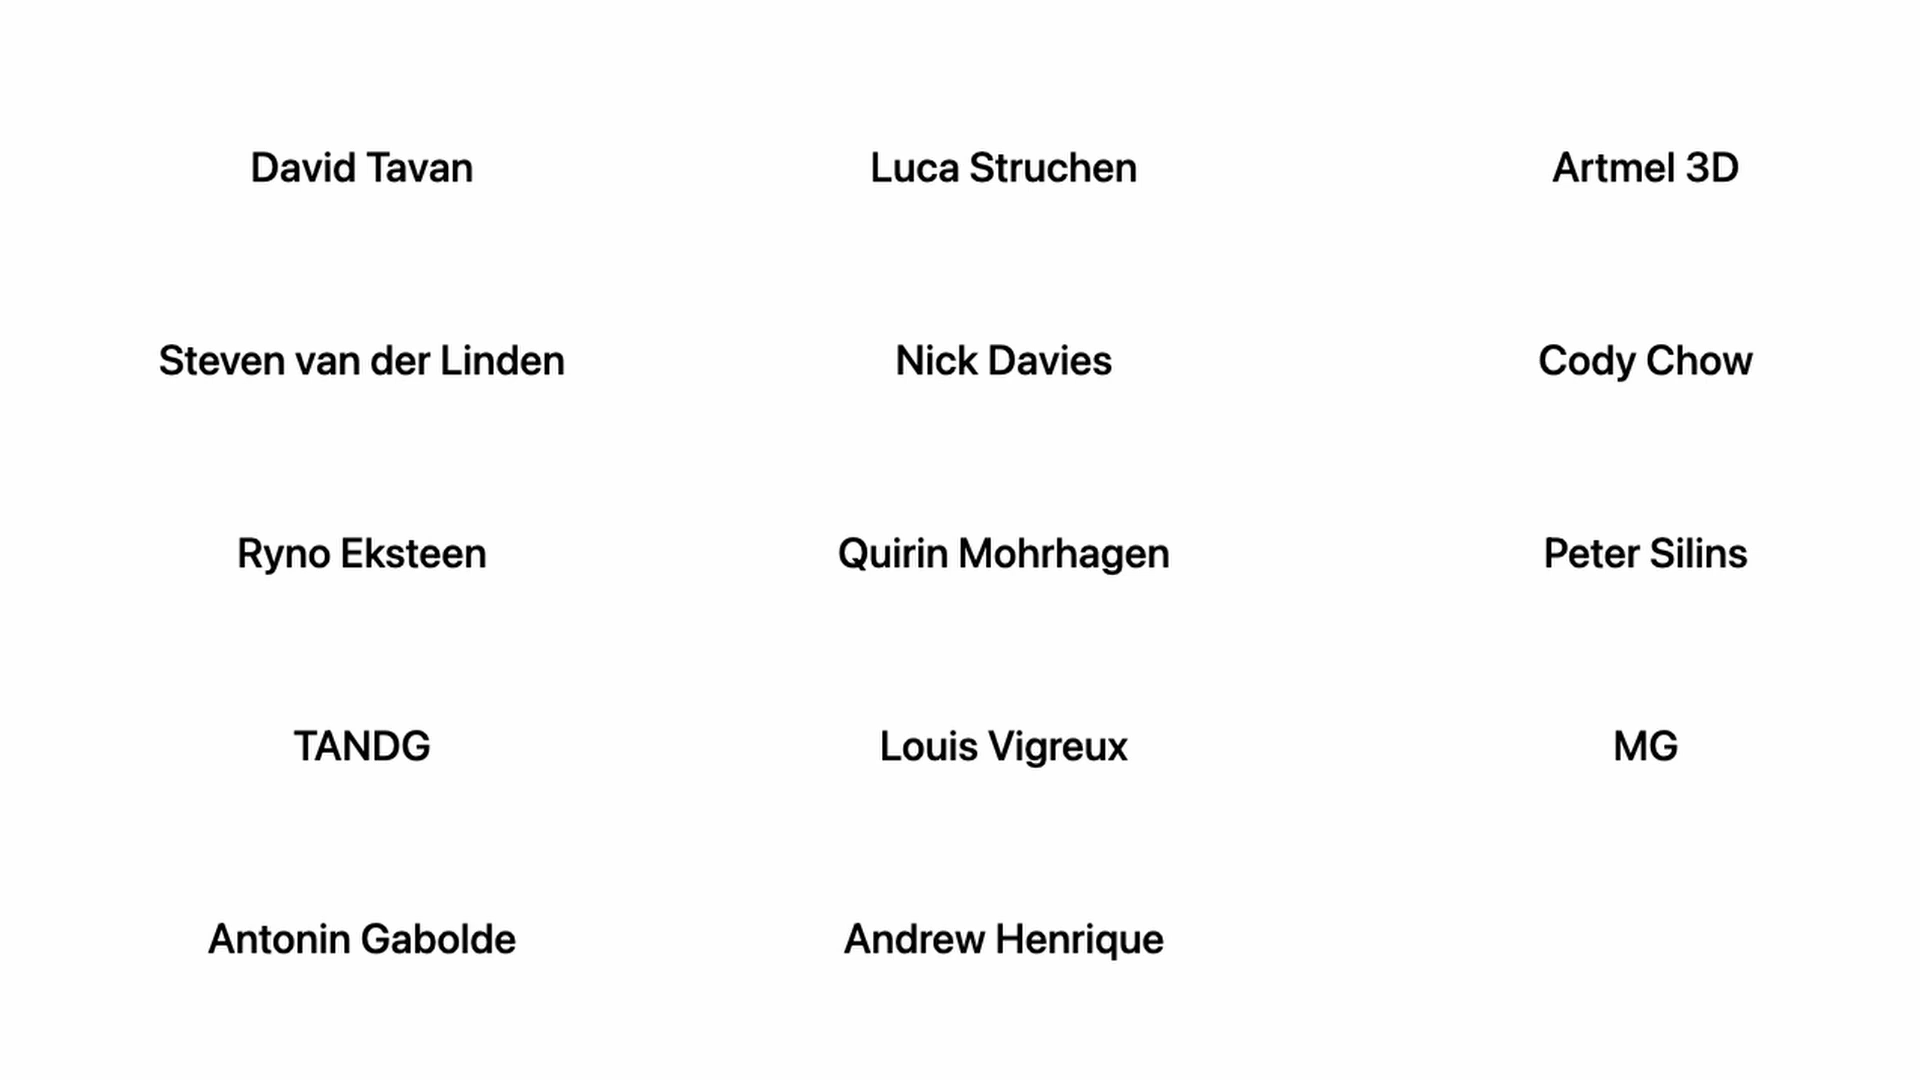 David Tavan
Luca Struchen
Artmel 3D
Steven van der Linden
Nick Davies
Cody Chow
Ryno Eksteen
Quirin Mohrhagen
Peter Silins
TANDG
Louis Vigreux
MG
Antonin Gabolde
Andrew Henrique